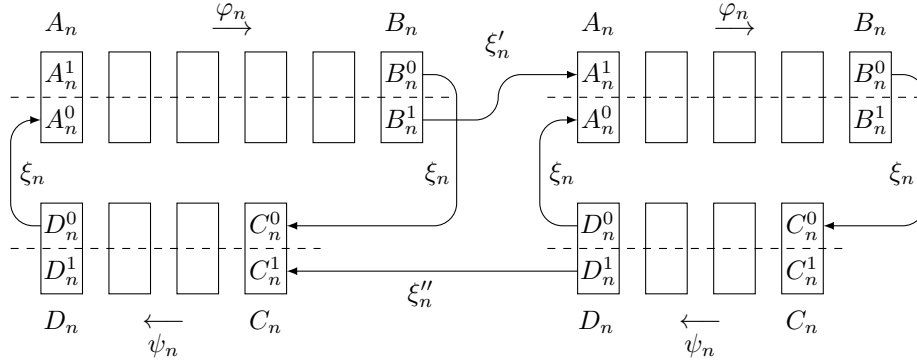 A_n φ_n B_n A_n φ_n B_n
ξ'_n
A_n^1 B_n^0 A_n^1 B_n^0
A_n^0 B_n^1 A_n^0 B_n^1
ξ_n ξ_n ξ_n ξ_n
D_n^0 C_n^0 D_n^0 C_n^0
D_n^1 C_n^1 D_n^1 C_n^1
ξ''_n
D_n ψ_n C_n D_n ψ_n C_n